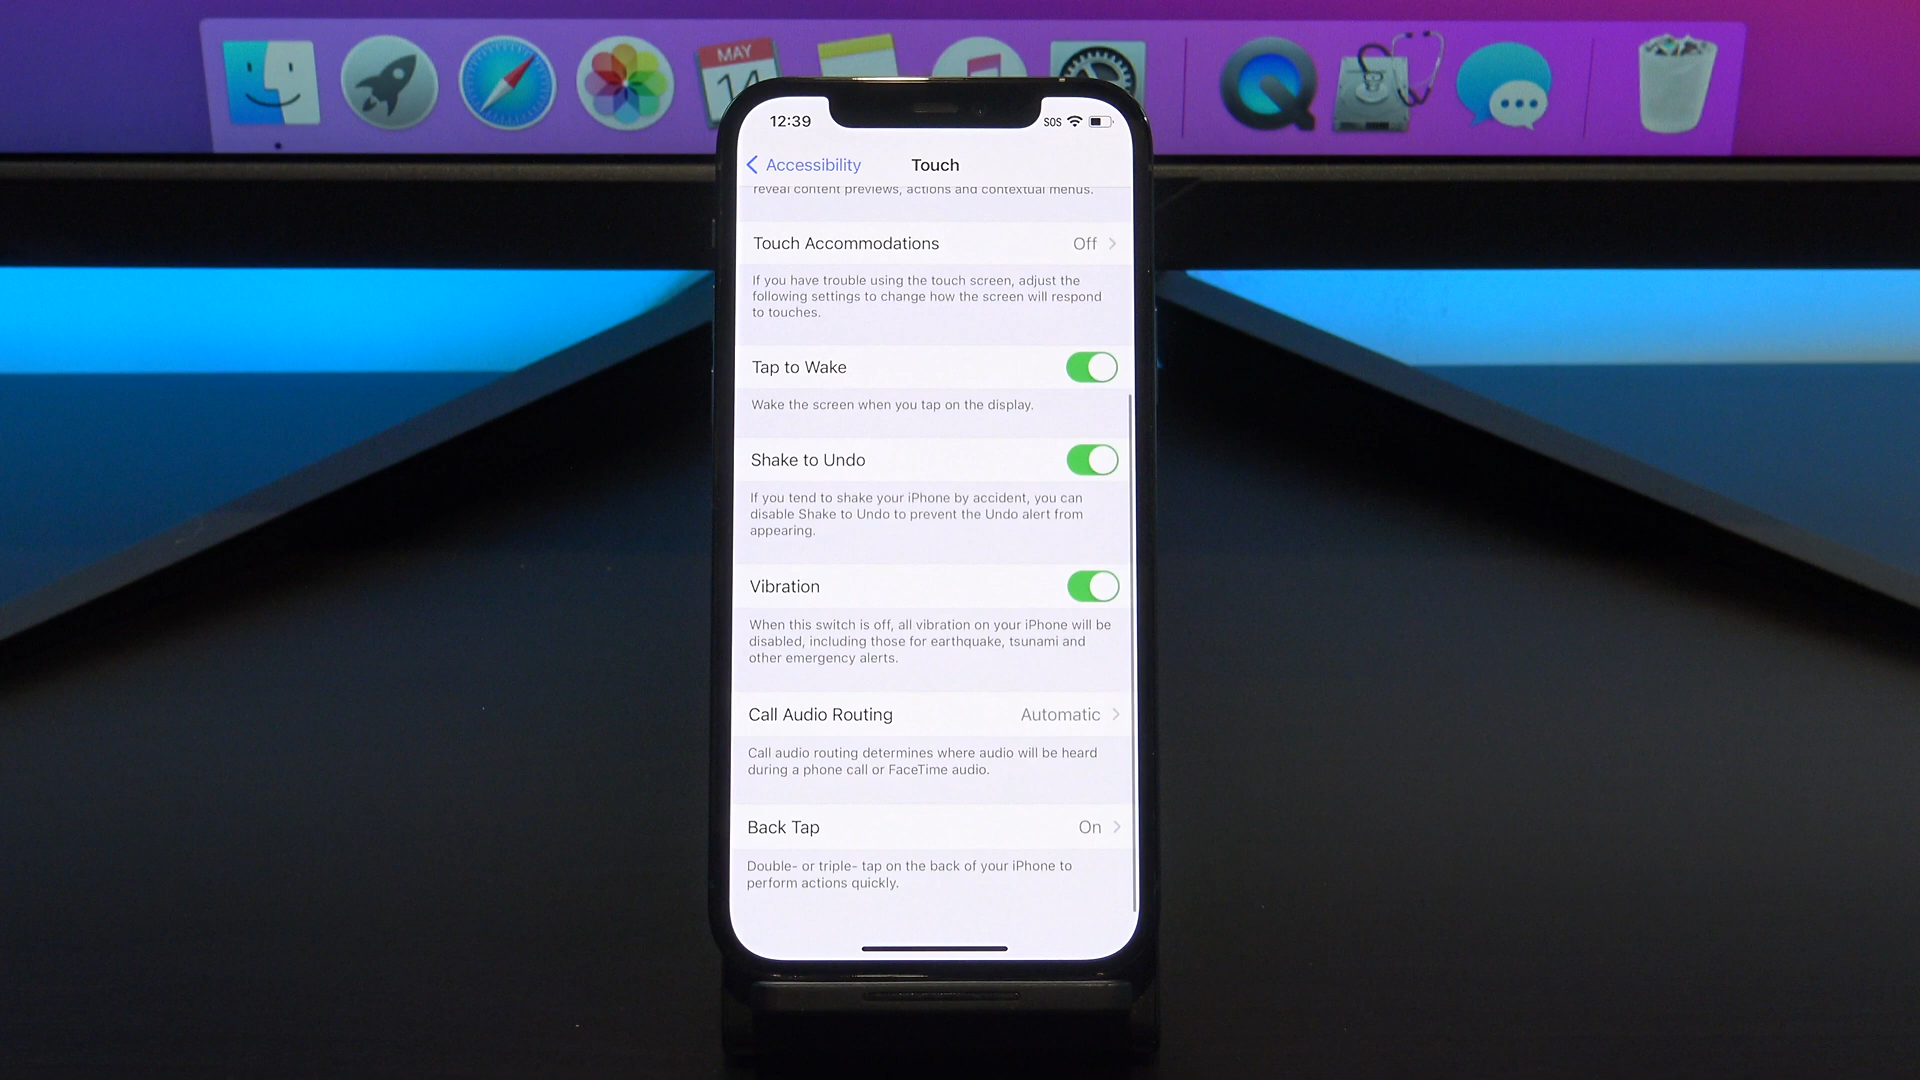 MAY
14
12:39
SOS
Accessibility
Touch
reveal content previews, actions and contextual menus.
Touch Accommodations
Off
If you have trouble using the touch screen, adjust the
following settings to change how the screen will respond
to touches.
Tap to Wake
Wake the screen when you tap on the display.
Shake to Undo
If you tend to shake your iPhone by accident, you can
disable Shake to Undo to prevent the Undo alert from
appearing.
Vibration
When this switch is off, all vibration on your iPhone will be
disabled, including those for earthquake, tsunami and
other emergency alerts.
Call Audio Routing
Automatic
Call audio routing determines where audio will be heard
during a phone call or FaceTime audio.
Back Tap
On
Double- or triple- tap on the back of your iPhone to
perform actions quickly.